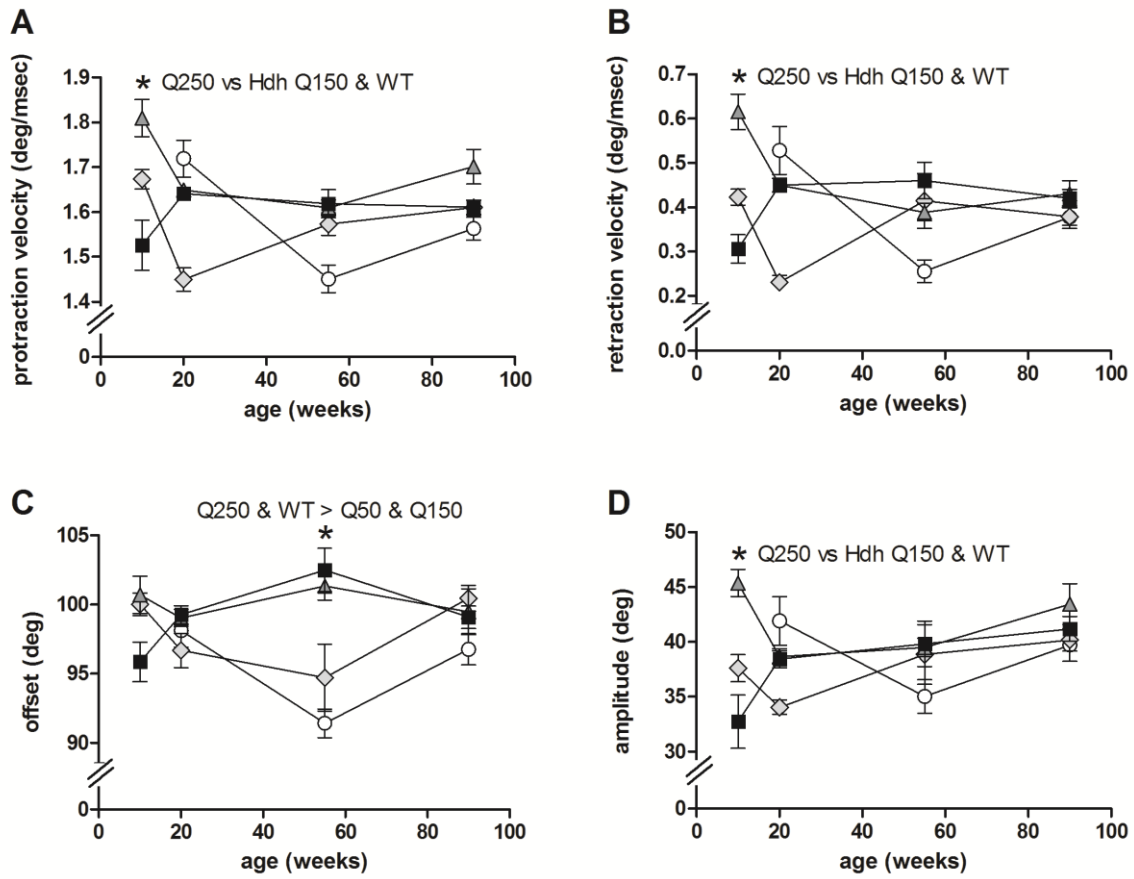 A
* Q250 vs Hdh Q150 & WT
protraction velocity (deg/msec)
1.9
1.8
1.7
1.6
1.5
1.4
0
0 20 40 60 80 100
age (weeks)
B
* Q250 vs Hdh Q150 & WT
retraction velocity (deg/msec)
0.7
0.6
0.5
0.4
0.3
0.2
0.0
0 20 40 60 80 100
age (weeks)
C
Q250 & WT > Q50 & Q150
*
offset (deg)
105
100
95
90
0
0 20 40 60 80 100
age (weeks)
D
* Q250 vs Hdh Q150 & WT
amplitude (deg)
50
45
40
35
30
0
0 20 40 60 80 100
age (weeks)